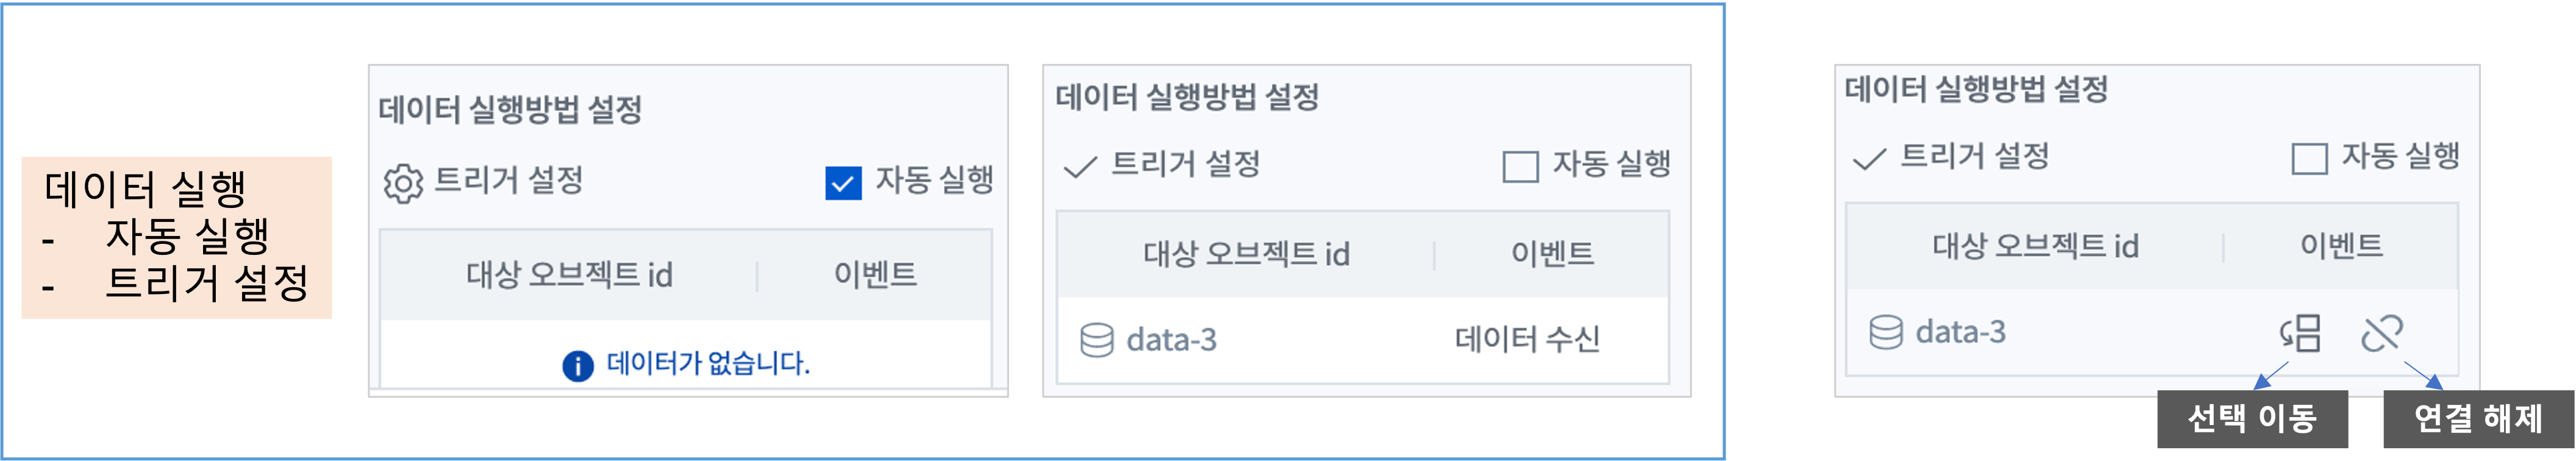 데이터 실행
- 자동 실행
- 트리거 설정
데이터 실행방법 설정
트리거 설정 자동 실행
대상 오브젝트 id 이벤트
데이터가 없습니다.
데이터 실행방법 설정
트리거 설정 자동 실행
대상 오브젝트 id 이벤트
data-3 데이터 수신
데이터 실행방법 설정
트리거 설정 자동 실행
대상 오브젝트 id 이벤트
data-3
선택 이동 연결 해제